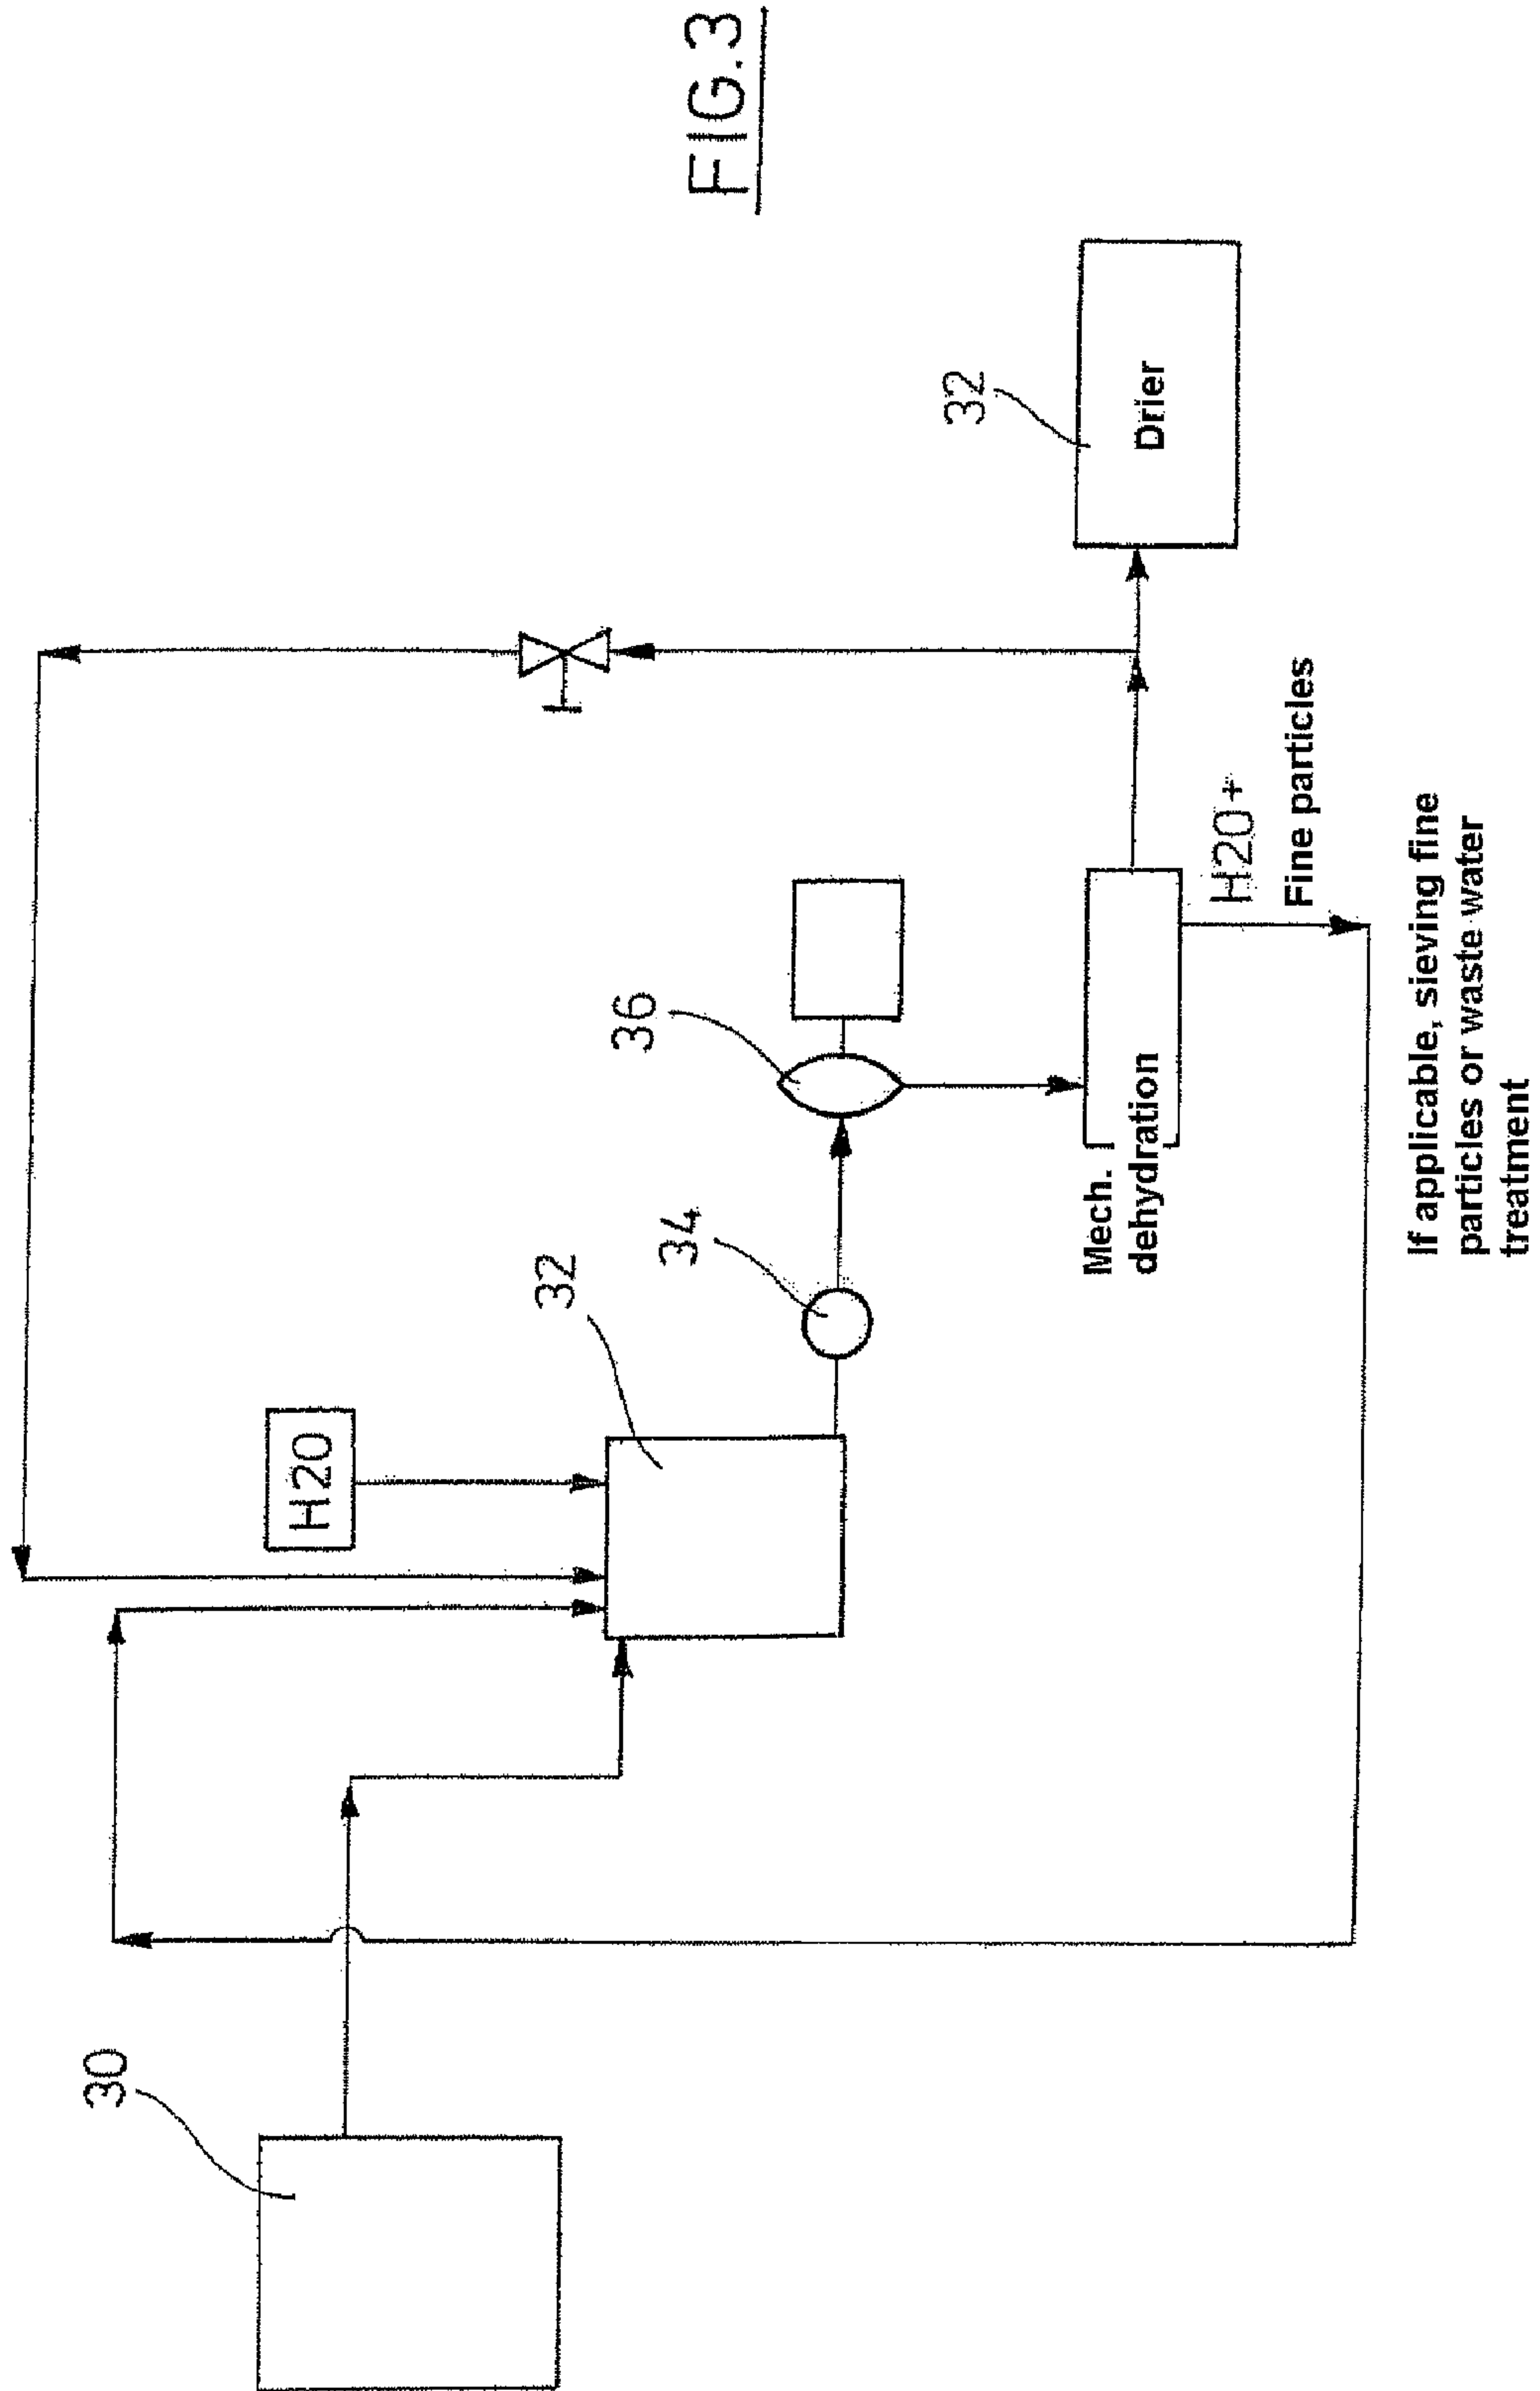 FIG.3
30
H20
32
34
36
32
Drier
Mech.
dehydration
H20+
Fine particles
If applicable, sieving fine
particles or waste water
treatment